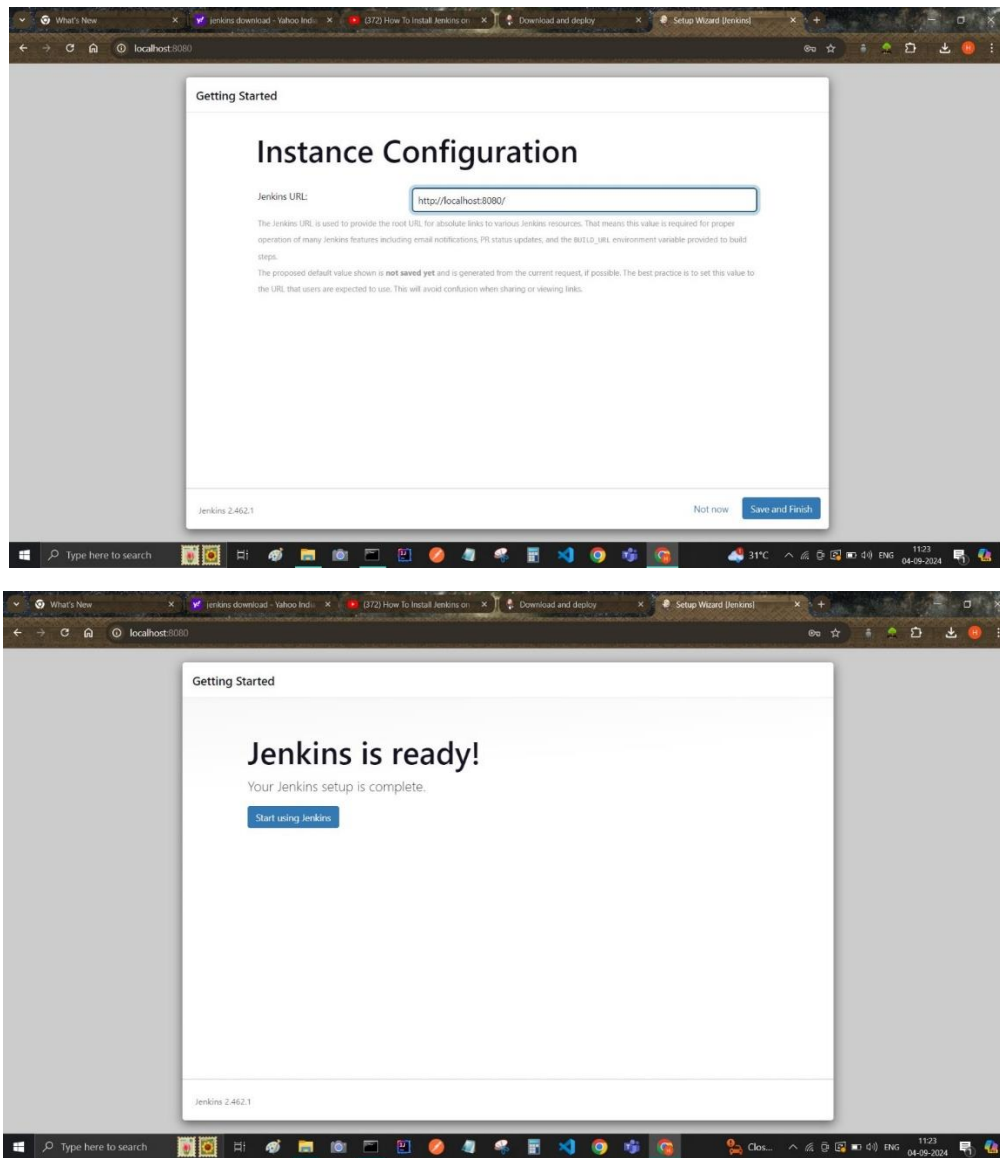 What's New
jenkins download - Yahoo Indi
(372) How To Install Jenkins on
Download and deploy
Setup Wizard [Jenkins]
localhost:8080
Getting Started
Instance Configuration
Jenkins URL:
http://localhost:8080/
The Jenkins URL is used to provide the root URL for absolute links to various Jenkins resources. That means this value is required for proper
operation of many Jenkins features including email notifications, PR status updates, and the BUILD_URL environment variable provided to build
steps.
The proposed default value shown is not saved yet and is generated from the current request, if possible. The best practice is to set this value to
the URL that users are expected to use. This will avoid confusion when sharing or viewing links.
Jenkins 2.462.1
Not now
Save and Finish
Type here to search
31°C
ENG
11:23
04-09-2024
What's New
jenkins download - Yahoo Indi
(372) How To Install Jenkins on
Download and deploy
Setup Wizard [Jenkins]
localhost:8080
Getting Started
Jenkins is ready!
Your Jenkins setup is complete.
Start using Jenkins
Jenkins 2.462.1
Type here to search
Clos...
ENG
11:23
04-09-2024